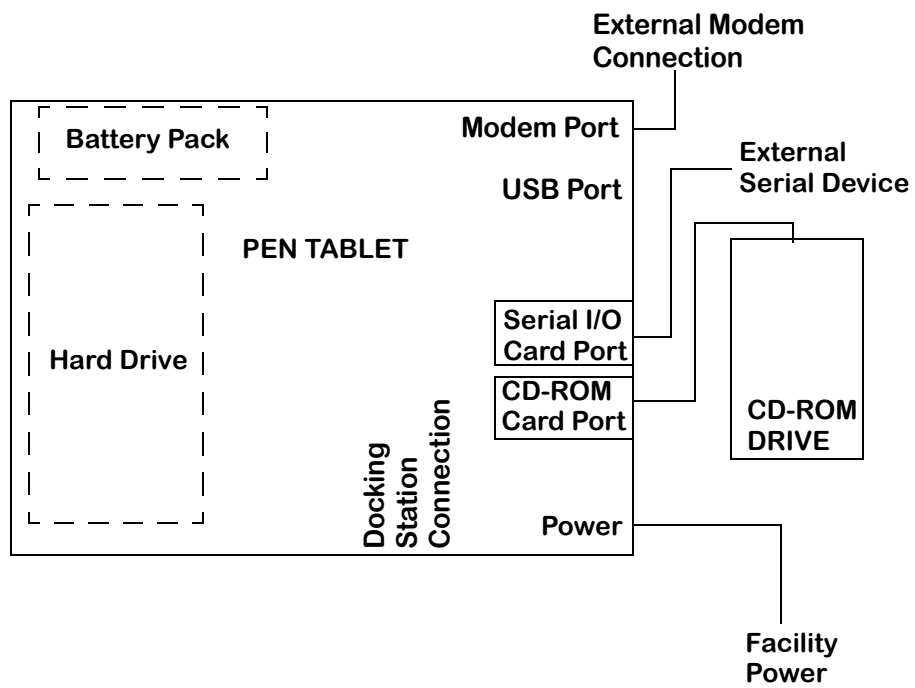 External Modem
Connection
Battery Pack
Modem Port
External
Serial Device
USB Port
PEN TABLET
Serial I/O
Card Port
Hard Drive
CD-ROM
Card Port
CD-ROM
DRIVE
Docking
Station
Connection
Power
Facility
Power